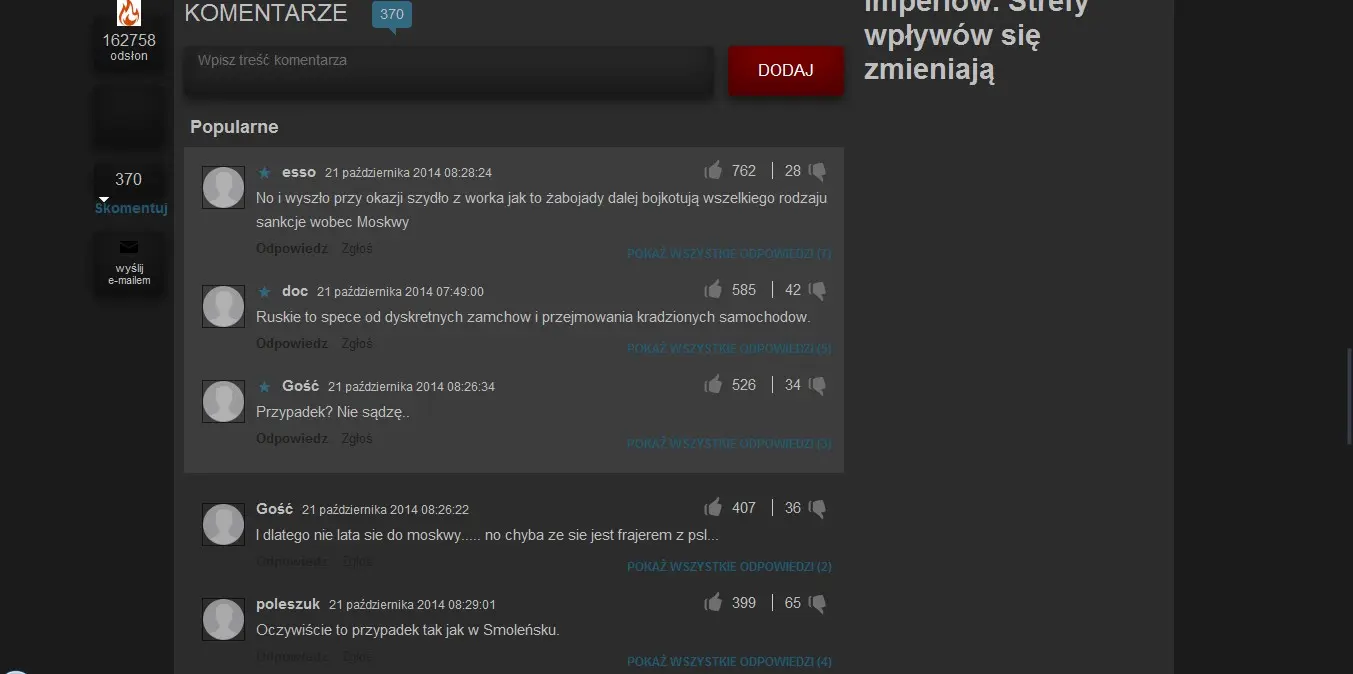 162758
odsłon
370
Skomentuj
wyślij
e-mailem
KOMENTARZE 370
Wpisz treść komentarza
DODAJ
Popularne
esso 21 października 2014 08:28:24 762 | 28
No i wyszło przy okazji szydło z worka jak to żabojady dalej bojkotują wszelkiego rodzaju
sankcje wobec Moskwy
Odpowiedz Zgłoś
POKAŻ WSZYSTKIE ODPOWIEDZI (7)
doc 21 października 2014 07:49:00 585 | 42
Ruskie to spece od dyskretnych zamchow i przejmowania kradzionych samochodow.
Odpowiedz Zgłoś
POKAŻ WSZYSTKIE ODPOWIEDZI (5)
Gość 21 października 2014 08:26:34 526 | 34
Przypadek? Nie sądzę..
Odpowiedz Zgłoś
POKAŻ WSZYSTKIE ODPOWIEDZI (3)
Gość 21 października 2014 08:26:22 407 | 36
I dlatego nie lata sie do moskwy..... no chyba ze sie jest frajerem z psl...
Odpowiedz Zgłoś
POKAŻ WSZYSTKIE ODPOWIEDZI (2)
poleszuk 21 października 2014 08:29:01 399 | 65
Oczywiście to przypadek tak jak w Smoleńsku.
Odpowiedz Zgłoś
POKAŻ WSZYSTKIE ODPOWIEDZI (4)
imperiów. Strefy
wpływów się
zmieniają